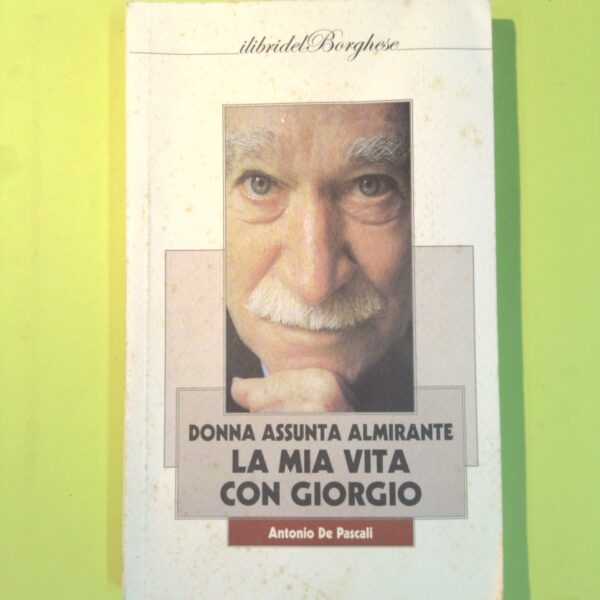 ilibridelBorghese
DONNA ASSUNTA ALMIRANTE
LA MIA VITA
CON GIORGIO
Antonio De Pascali